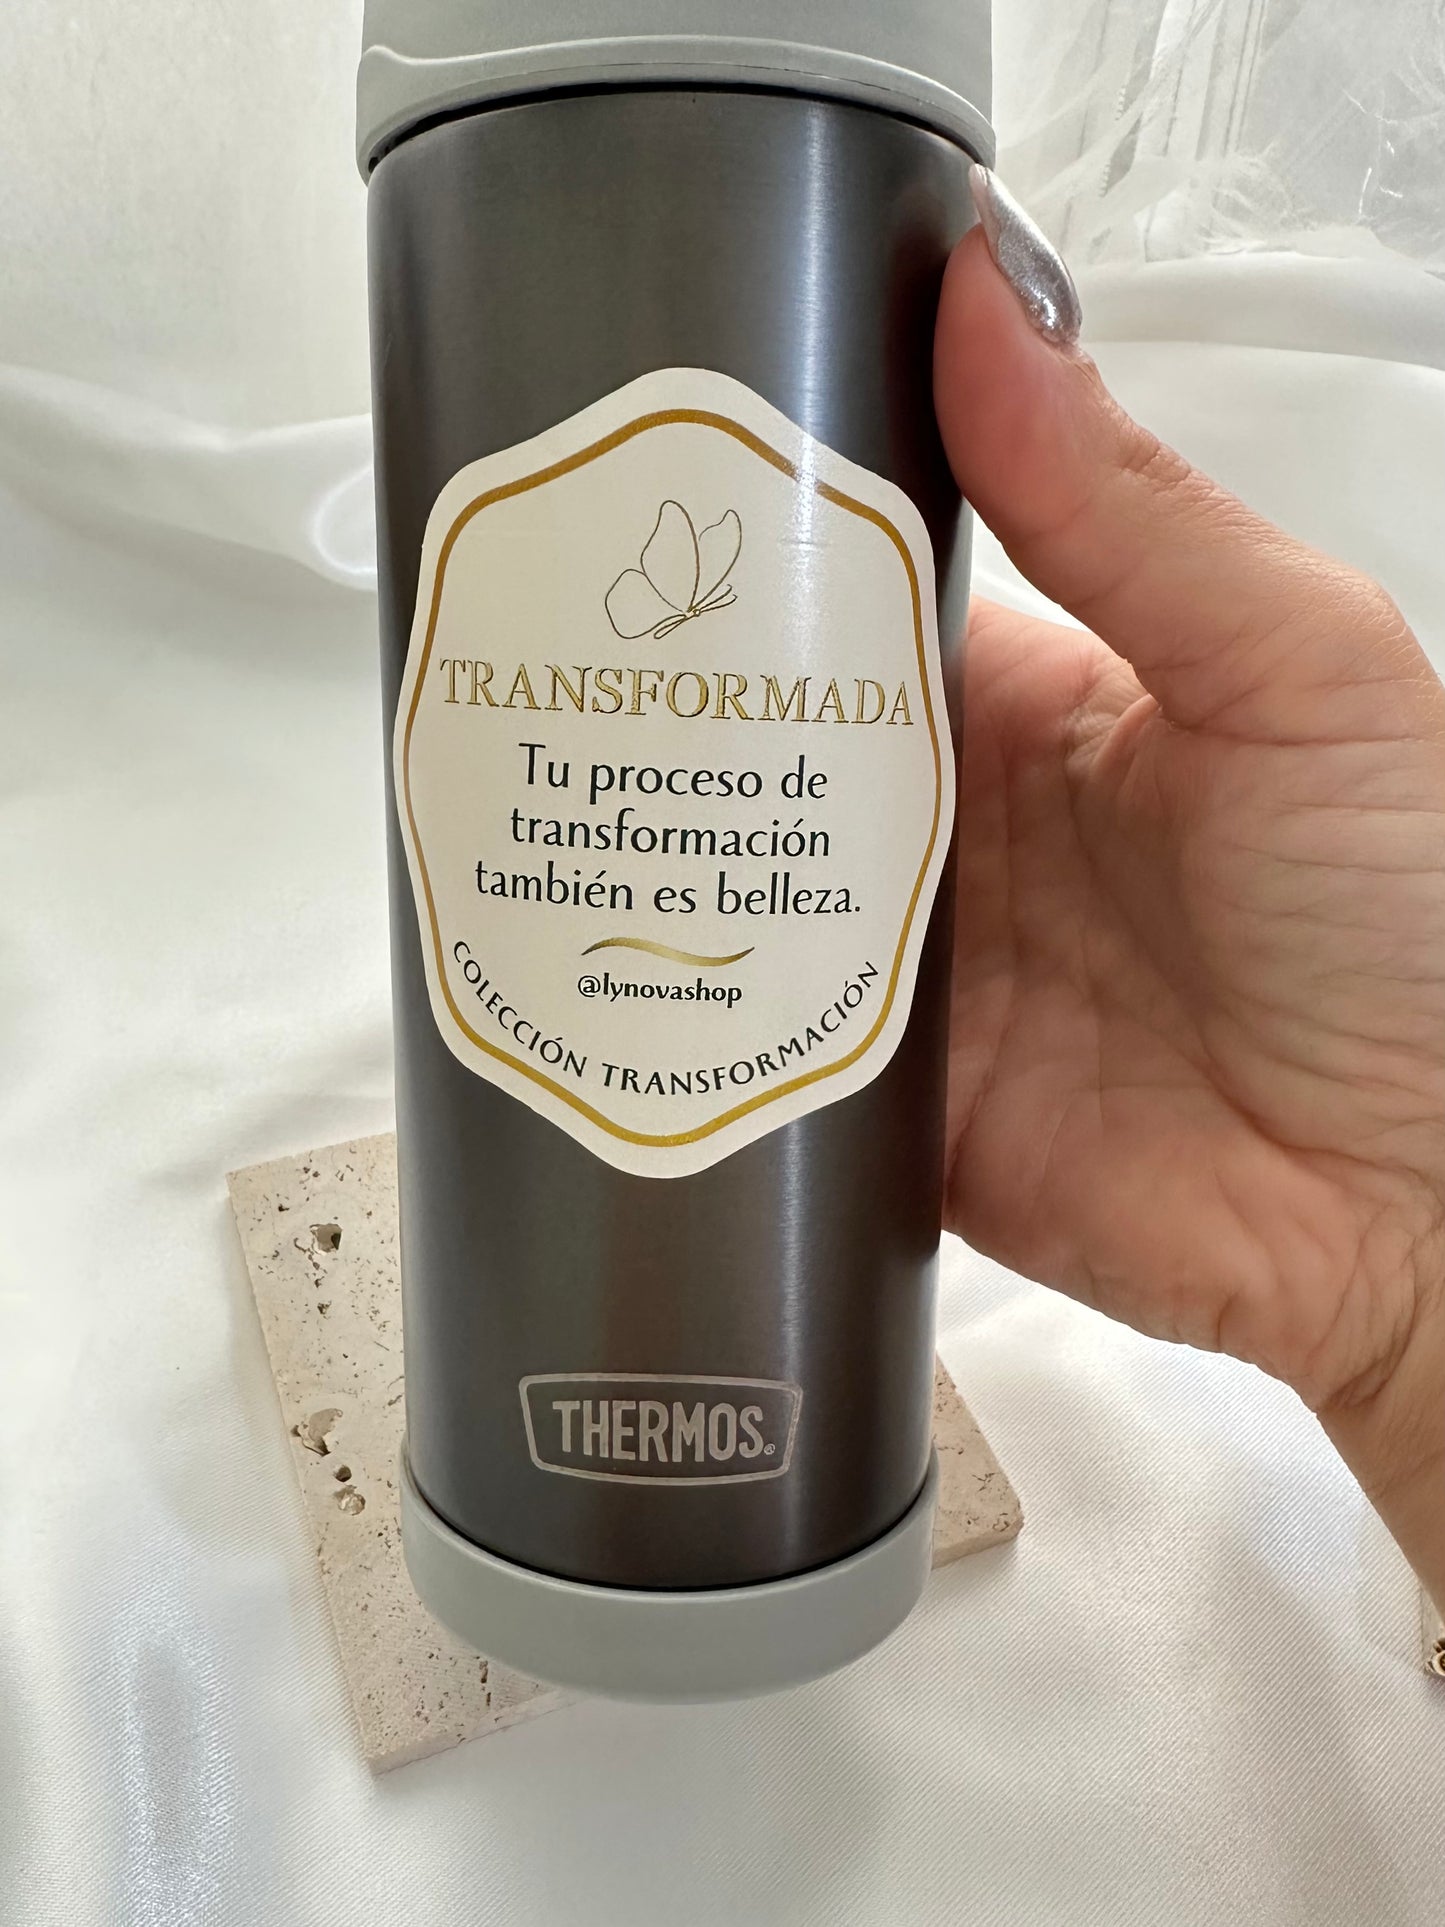 TRANSFORMADA
Tu proceso de
transformación
también es belleza.
@lynovashop
COLECCIÓN TRANSFORMACIÓN
THERMOS®